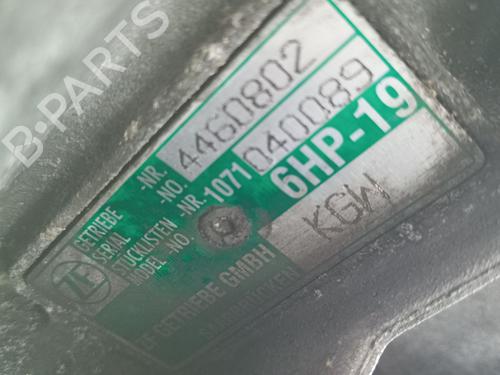 B-PARTS
GETRIEBE -NR.
SERIAL -NO. 4460802
STÜCKLISTEN -NR. 1071 040089
MODEL -NO. 6HP-19
ZF GETRIEBE GMBH KGW
SAARBRÜCKEN
ZF